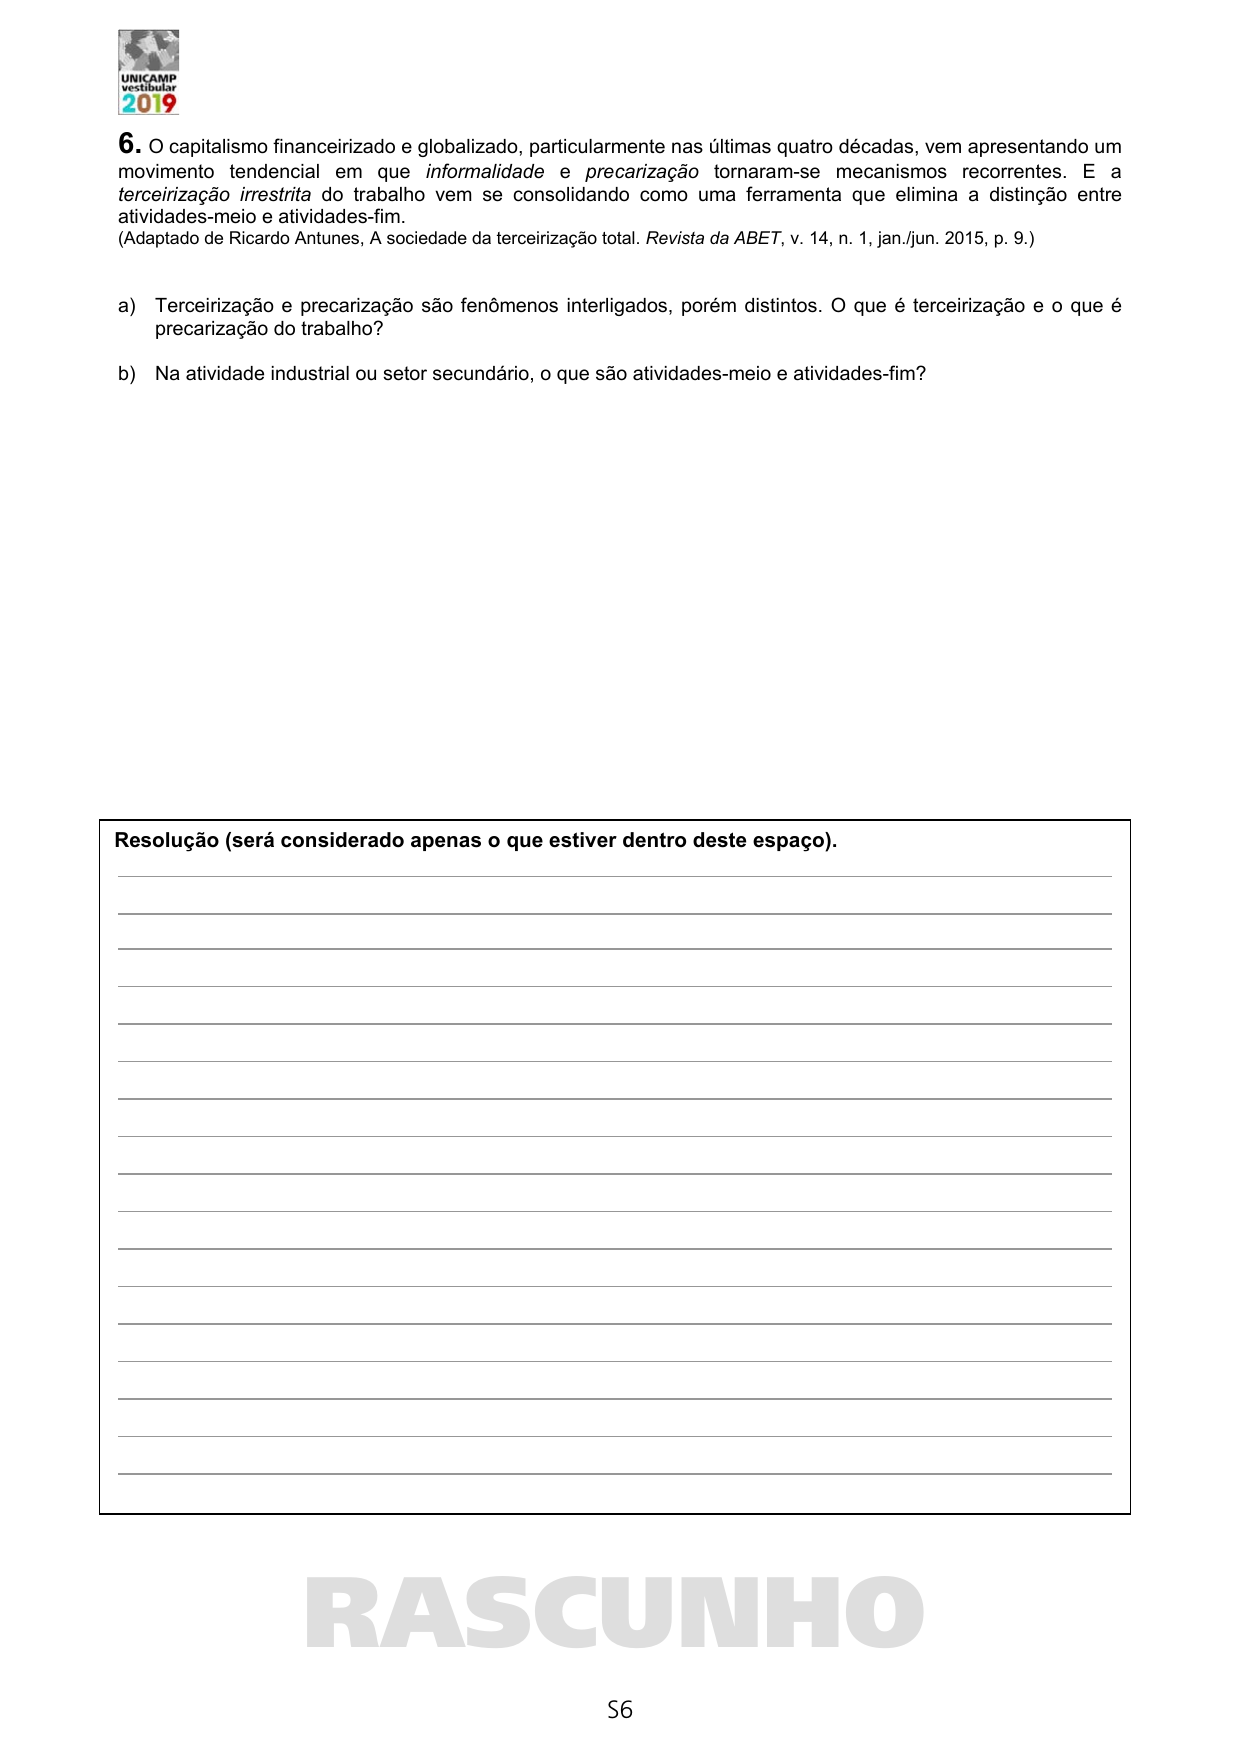 UNICAMP
vestibular
2019
6. O capitalismo financeirizado e globalizado, particularmente nas últimas quatro décadas, vem apresentando um
movimento tendencial em que informalidade e precarização tornaram-se mecanismos recorrentes. E a
terceirização irrestrita do trabalho vem se consolidando como uma ferramenta que elimina a distinção entre
atividades-meio e atividades-fim.
(Adaptado de Ricardo Antunes, A sociedade da terceirização total. Revista da ABET, v. 14, n. 1, jan./jun. 2015, p. 9.)
a) Terceirização e precarização são fenômenos interligados, porém distintos. O que é terceirização e o que é
precarização do trabalho?
b) Na atividade industrial ou setor secundário, o que são atividades-meio e atividades-fim?
Resolução (será considerado apenas o que estiver dentro deste espaço).
RASCUNHO
S6